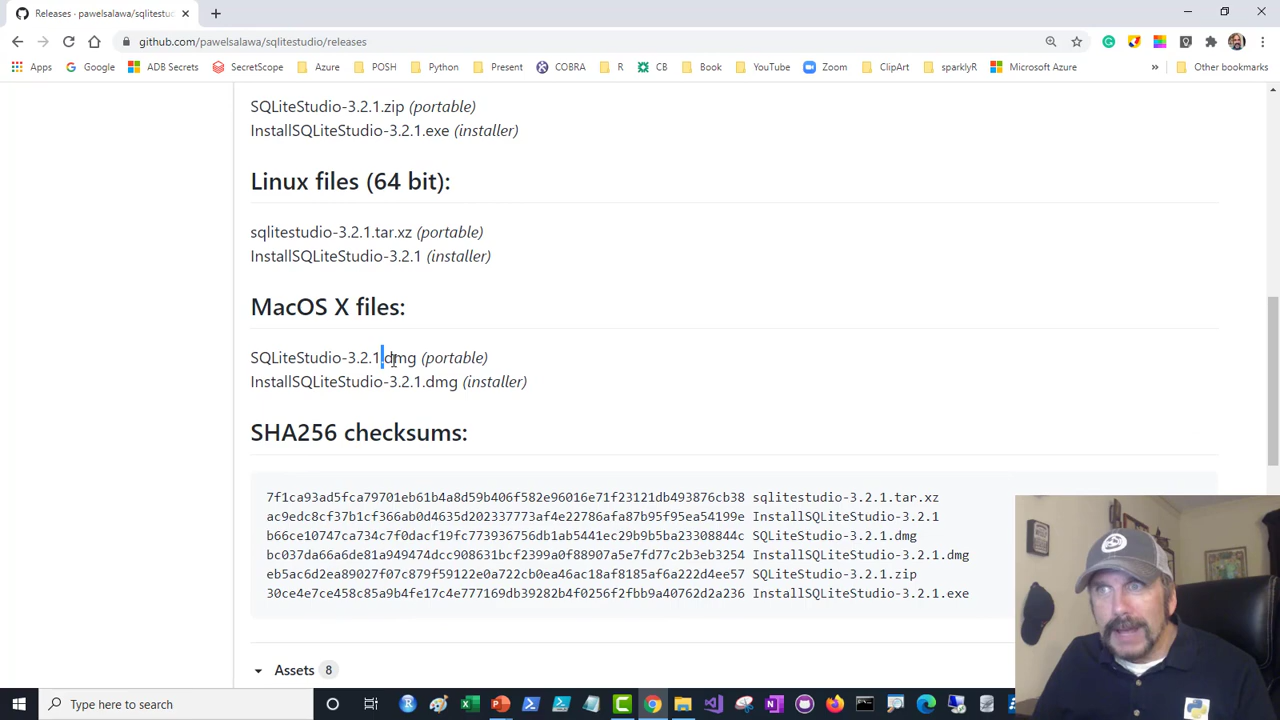 Releases · pawelsalawa/sqlitestud
github.com/pawelsalawa/sqlitestudio/releases
Apps Google ADB Secrets SecretScope Azure POSH Python Present COBRA R CB Book YouTube Zoom ClipArt sparklyR Microsoft Azure » Other bookmarks
SQLiteStudio-3.2.1.zip (portable)
InstallSQLiteStudio-3.2.1.exe (installer)
Linux files (64 bit):
sqlitestudio-3.2.1.tar.xz (portable)
InstallSQLiteStudio-3.2.1 (installer)
MacOS X files:
SQLiteStudio-3.2.1.dmg (portable)
InstallSQLiteStudio-3.2.1.dmg (installer)
SHA256 checksums:
7f1ca93ad5fca79701eb61b4a8d59b406f582e96016e71f23121db493876cb38 sqlitestudio-3.2.1.tar.xz
ac9edc8cf37b1cf366ab0d4635d202337773af4e22786afa87b95f95ea54199e InstallSQLiteStudio-3.2.1
b66ce10747ca734c7f0dacf19fc773936756db1ab5441ec29b9b5ba23308844c SQLiteStudio-3.2.1.dmg
bc037da66a6de81a949474dcc908631bcf2399a0f88907a5e7fd77c2b3eb3254 InstallSQLiteStudio-3.2.1.dmg
eb5ac6d2ea89027f07c879f59122e0a722cb0ea46ac18af8185af6a222d4ee57 SQLiteStudio-3.2.1.zip
30ce4e7ce458c85a9b4fe17c4e777169db39282b4f0256f2fbb9a40762d2a236 InstallSQLiteStudio-3.2.1.exe
Assets 8
Type here to search